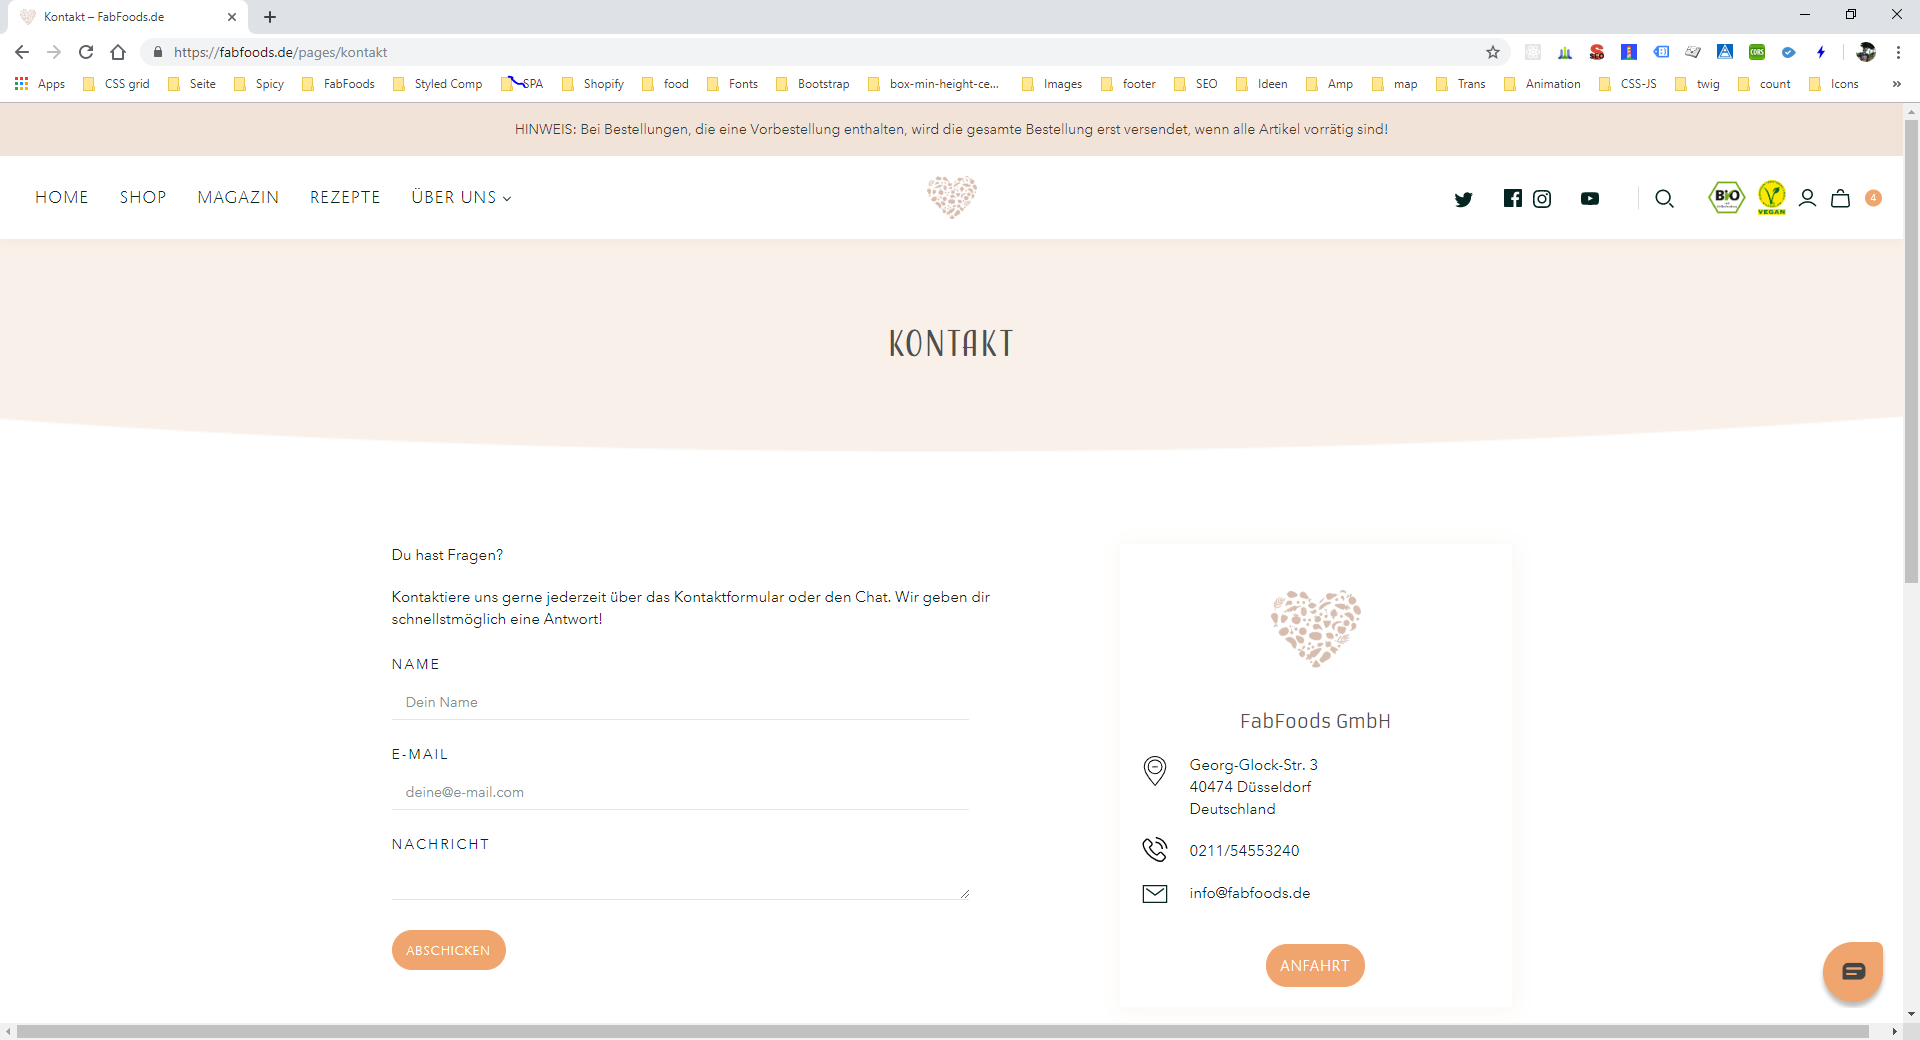 Kontakt – FabFoods.de
https://fabfoods.de/pages/kontakt
Apps CSS grid Seite Spicy FabFoods Styled Comp SPA Shopify food Fonts Bootstrap box-min-height-ce... Images footer SEO Ideen Amp map Trans Animation CSS-JS twig count Icons »
HINWEIS: Bei Bestellungen, die eine Vorbestellung enthalten, wird die gesamte Bestellung erst versendet, wenn alle Artikel vorrätig sind!
HOME SHOP MAGAZIN REZEPTE ÜBER UNS BIO VEGAN 4
KONTAKT
Du hast Fragen?
Kontaktiere uns gerne jederzeit über das Kontaktformular oder den Chat. Wir geben dir
schnellstmöglich eine Antwort!
NAME
Dein Name
E-MAIL
deine@e-mail.com
NACHRICHT
ABSCHICKEN
FabFoods GmbH
Georg-Glock-Str. 3
40474 Düsseldorf
Deutschland
0211/54553240
info@fabfoods.de
ANFAHRT